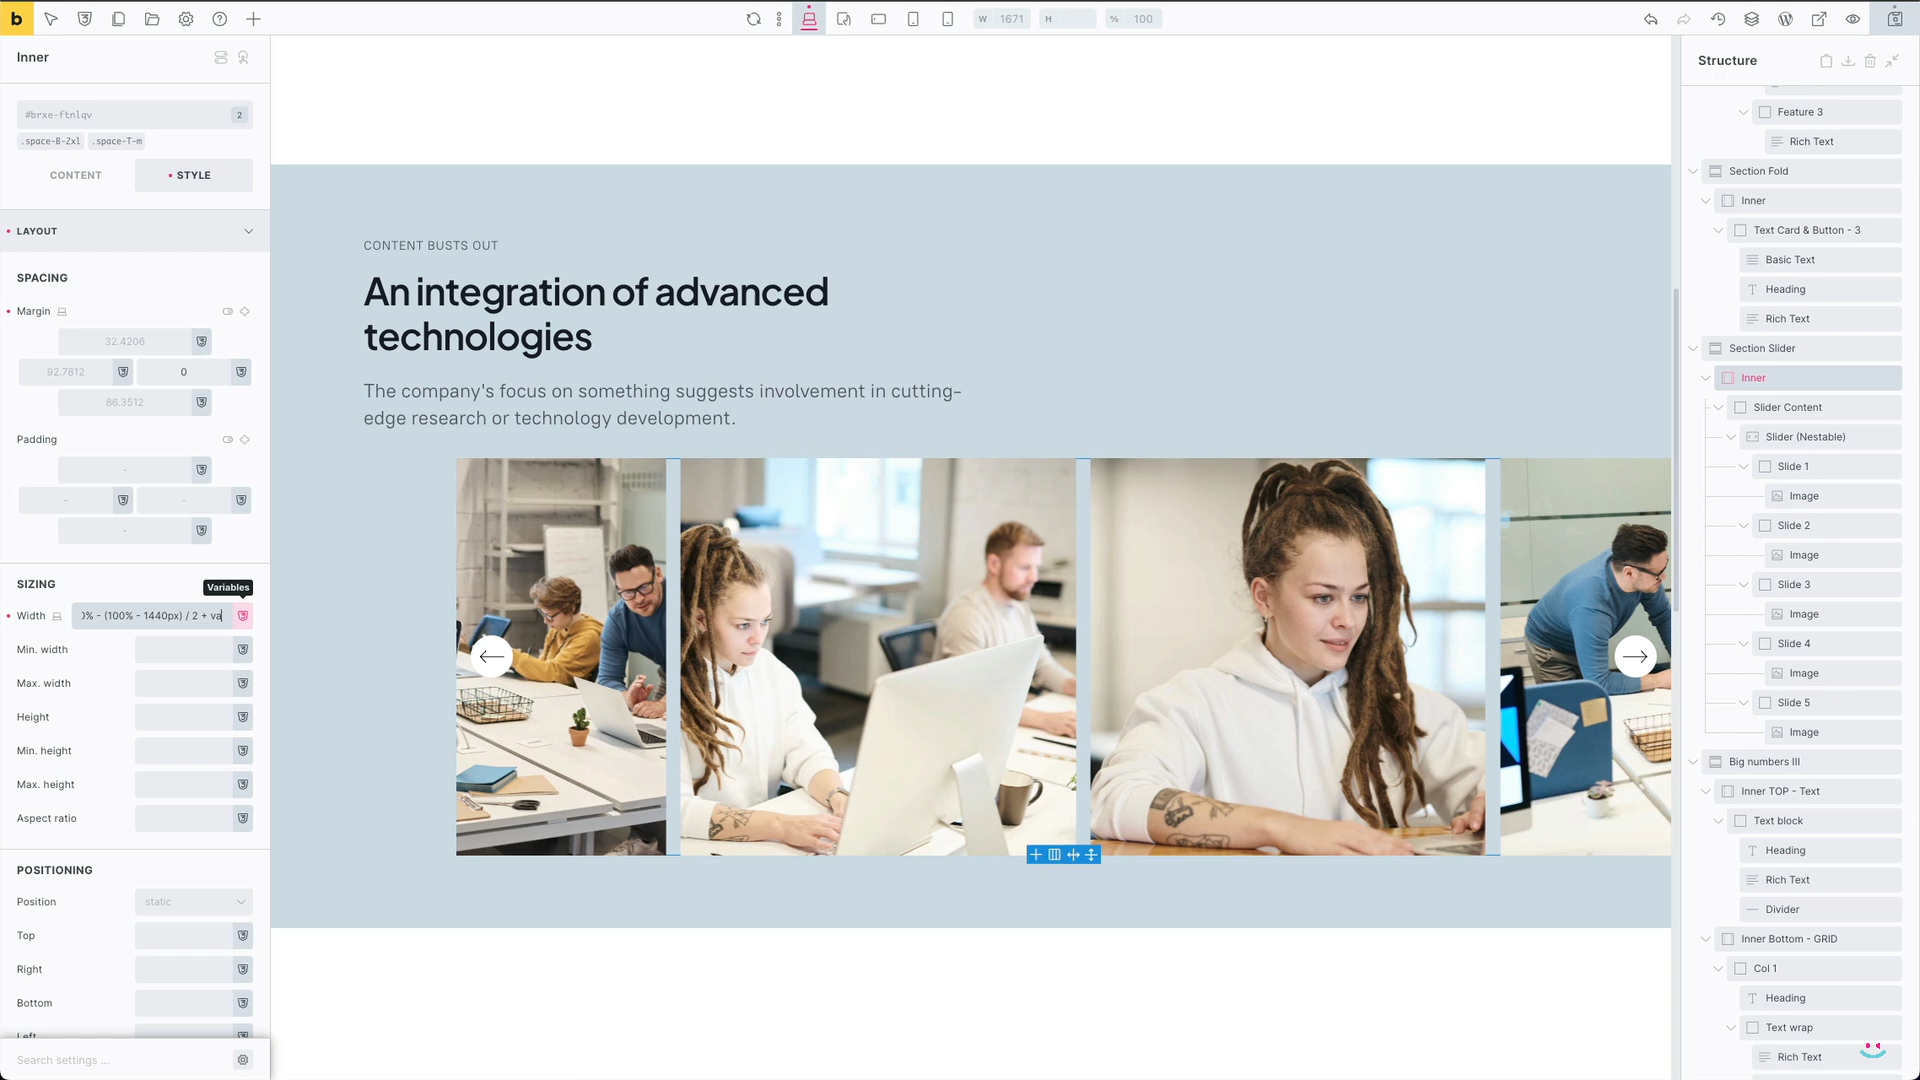 b
W 1671
H
% 100
Inner
#brxe-ftnlqv
2
.space-B-2xl .space-T-m
CONTENT
STYLE
LAYOUT
SPACING
Margin
32.4206
92.7812
0
86.3512
Padding
-
-
-
-
SIZING
Variables
Width
0% - (100% - 1440px) / 2 + va
Min. width
Max. width
Height
Min. height
Max. height
Aspect ratio
POSITIONING
Position
static
Top
Right
Bottom
Left
Search settings ...
CONTENT BUSTS OUT
An integration of advanced
technologies
The company's focus on something suggests involvement in cutting-
edge research or technology development.
Structure
Feature 3
Rich Text
Section Fold
Inner
Text Card & Button - 3
Basic Text
Heading
Rich Text
Section Slider
Inner
Slider Content
Slider (Nestable)
Slide 1
Image
Slide 2
Image
Slide 3
Image
Slide 4
Image
Slide 5
Image
Big numbers III
Inner TOP - Text
Text block
Heading
Rich Text
Divider
Inner Bottom - GRID
Col 1
Heading
Text wrap
Rich Text